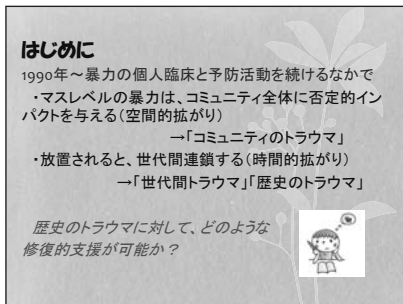 はじめに
1990年～暴力の個人臨床と予防活動を続けるなかで
・マスレベルの暴力は、コミュニティ全体に否定的イン
パクトを与える(空間的拡がり)
→「コミュニティのトラウマ」
・放置されると、世代間連鎖する(時間的拡がり)
→「世代間トラウマ」「歴史のトラウマ」
歴史のトラウマに対して、どのような
修復的支援が可能か？